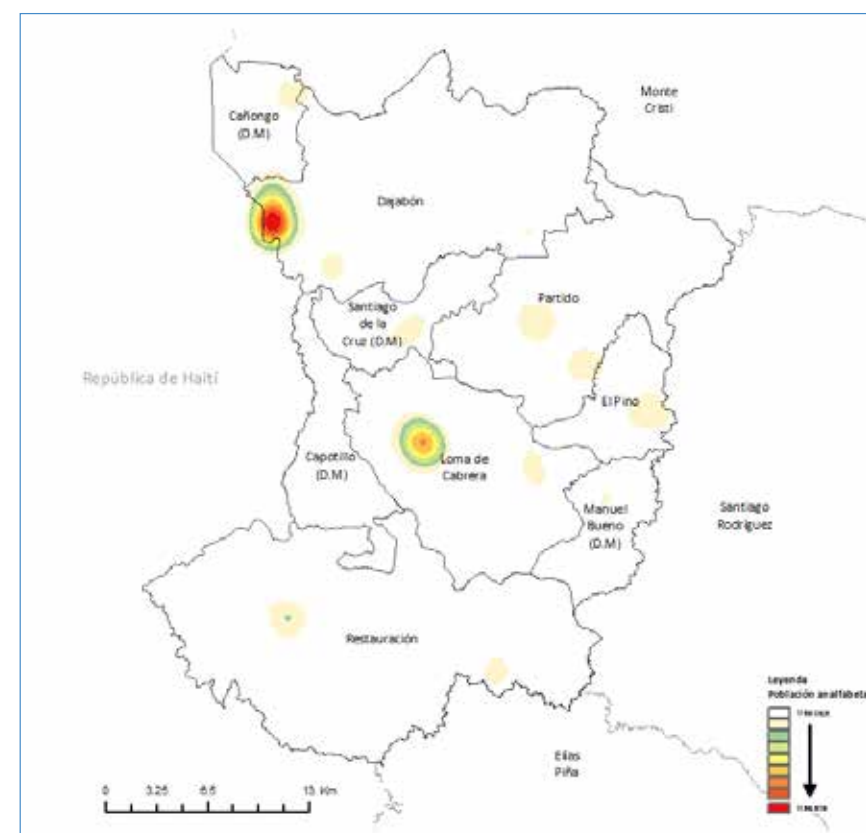 Monte
Cristi
Cañongo
(D.M)
Dajabón
Partido
Santiago
de la
Cruz (D.M)
República de Haití
El Pino
Capotillo
(D.M)
Loma de
Cabrera
Manuel
Bueno
(D.M)
Santiago
Rodríguez
Restauración
Elías
Piña
Leyenda
Población analfabeta
0 3.25 6.5 13 Km